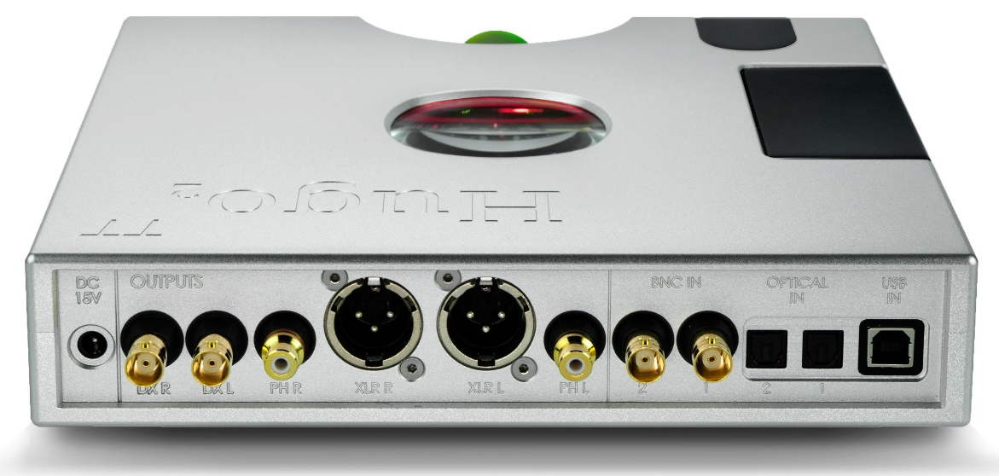 Hugo2
TT
DC
15V
OUTPUTS
BNC IN
OPTICAL
IN
USB
IN
DX R
DX L
PH R
XLR R
XLR L
PH L
2
1
2
1